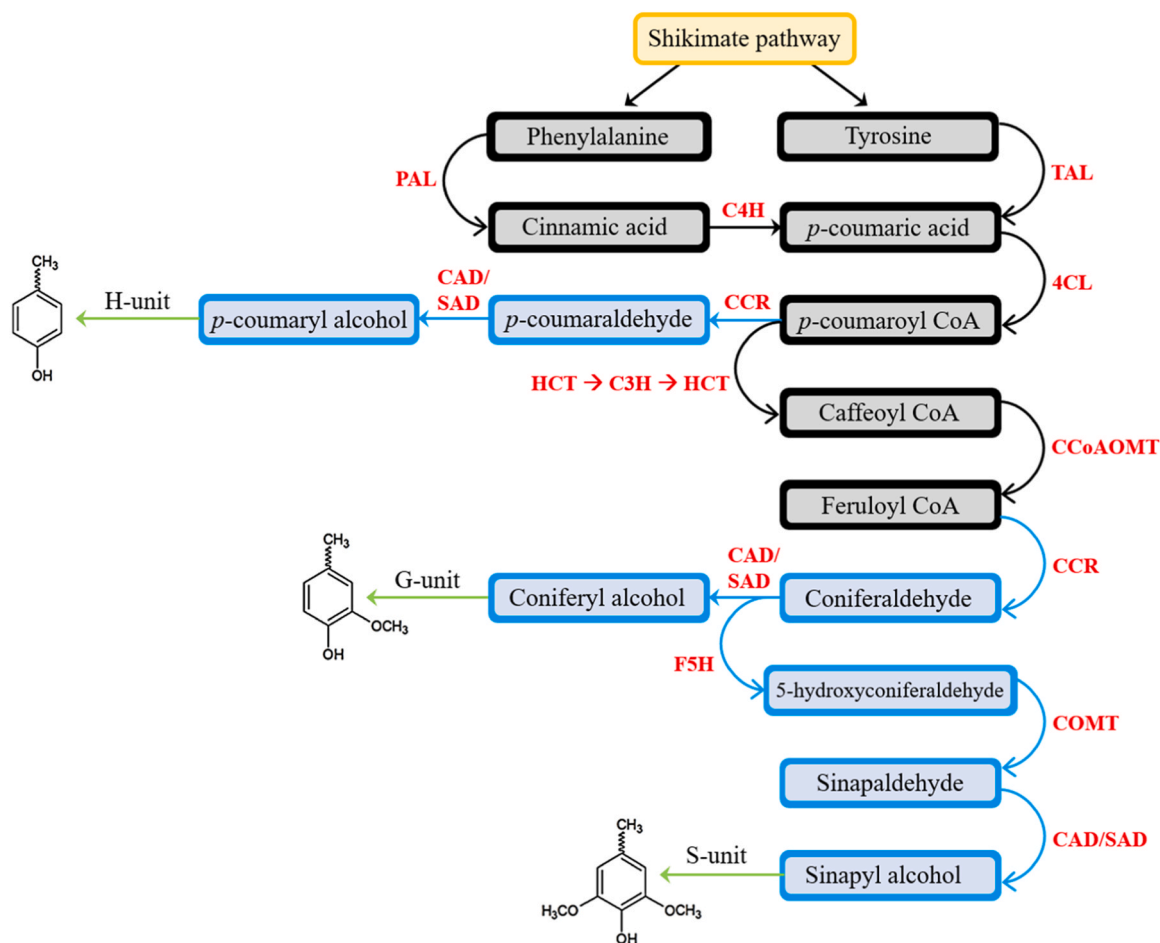 Shikimate pathway
Phenylalanine
Tyrosine
PAL
TAL
Cinnamic acid
C4H
p-coumaric acid
4CL
CH₃
OH
H-unit
p-coumaryl alcohol
CAD/
SAD
p-coumaraldehyde
CCR
p-coumaroyl CoA
HCT → C3H → HCT
Caffeoyl CoA
CCoAOMT
Feruloyl CoA
CCR
CH₃
OCH₃
OH
G-unit
Coniferyl alcohol
CAD/
SAD
Coniferaldehyde
F5H
5-hydroxyconiferaldehyde
COMT
Sinapaldehyde
CAD/SAD
CH₃
H₃CO
OCH₃
OH
S-unit
Sinapyl alcohol